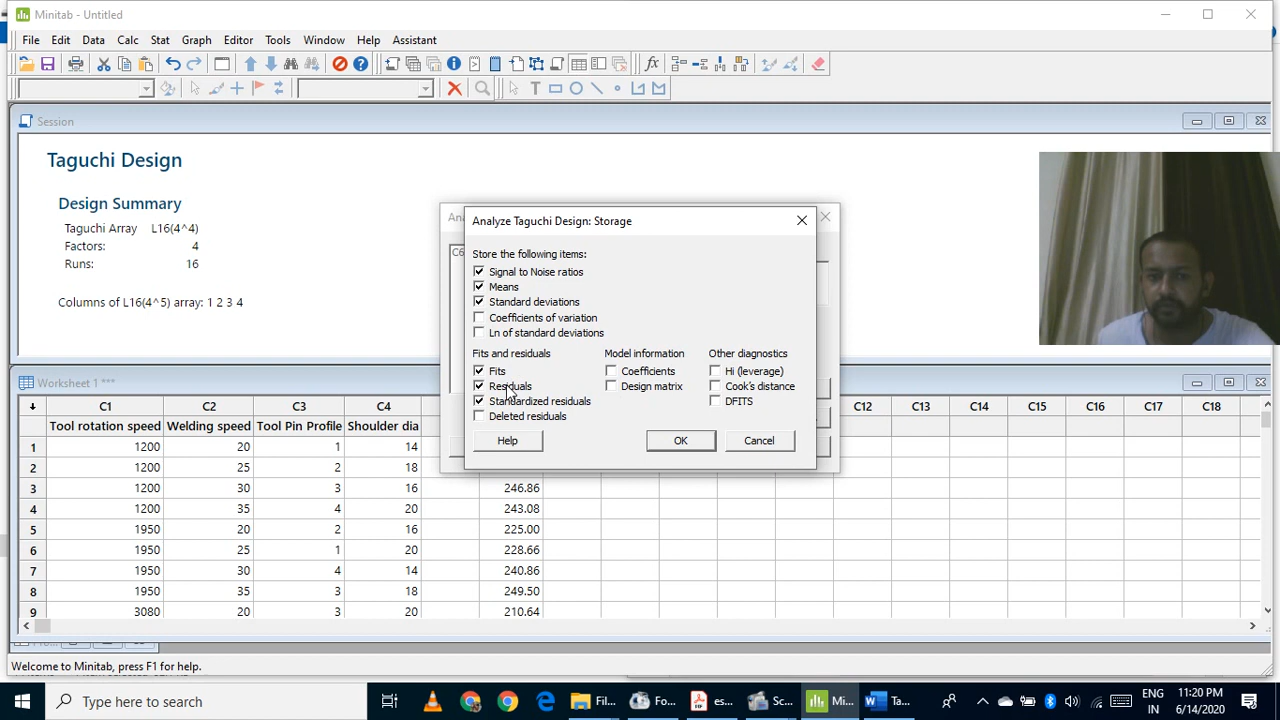 Minitab - Untitled
File Edit Data Calc Stat Graph Editor Tools Window Help Assistant
Session
Taguchi Design
Design Summary
Taguchi Array L16(4^4)
Factors: 4
Runs: 16
Columns of L16(4^5) array: 1 2 3 4
Analyze Taguchi Design: Storage
C6
Store the following items:
Signal to Noise ratios
Means
Standard deviations
Coefficients of variation
Ln of standard deviations
Fits and residuals Model information Other diagnostics
Fits Coefficients Hi (leverage)
Residuals Design matrix Cook's distance
Standardized residuals DFITS
Deleted residuals
Help OK Cancel
Worksheet 1 ***
C1 C2 C3 C4 C12 C13 C14 C15 C16 C17 C18
Tool rotation speed Welding speed Tool Pin Profile Shoulder dia
1 1200 20 1 14
2 1200 25 2 18
3 1200 30 3 16 246.86
4 1200 35 4 20 243.08
5 1950 20 2 16 225.00
6 1950 25 1 20 228.66
7 1950 30 4 14 240.86
8 1950 35 3 18 249.50
9 3080 20 3 20 210.64
Welcome to Minitab, press F1 for help.
Type here to search
Fil... Fo... es... Sc... Mi... Ta...
ENG 11:20 PM
IN 6/14/2020